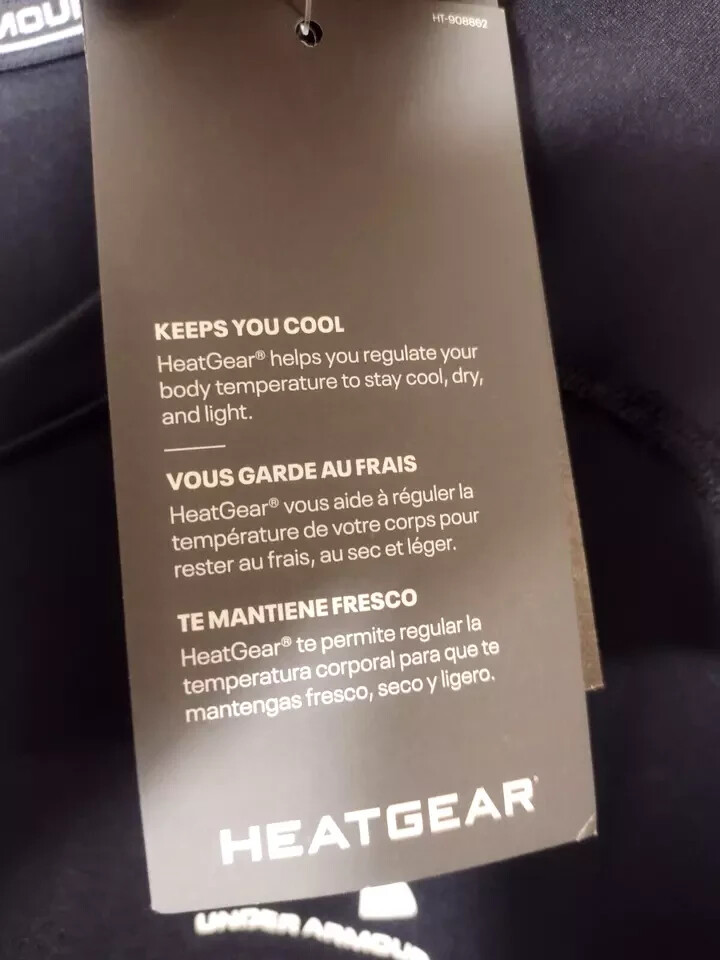 HT-908862
KEEPS YOU COOL
HeatGear® helps you regulate your
body temperature to stay cool, dry,
and light.
VOUS GARDE AU FRAIS
HeatGear® vous aide à réguler la
température de votre corps pour
rester au frais, au sec et léger.
TE MANTIENE FRESCO
HeatGear® te permite regular la
temperatura corporal para que te
mantengas fresco, seco y ligero.
HEATGEAR
UNDER ARMOUR